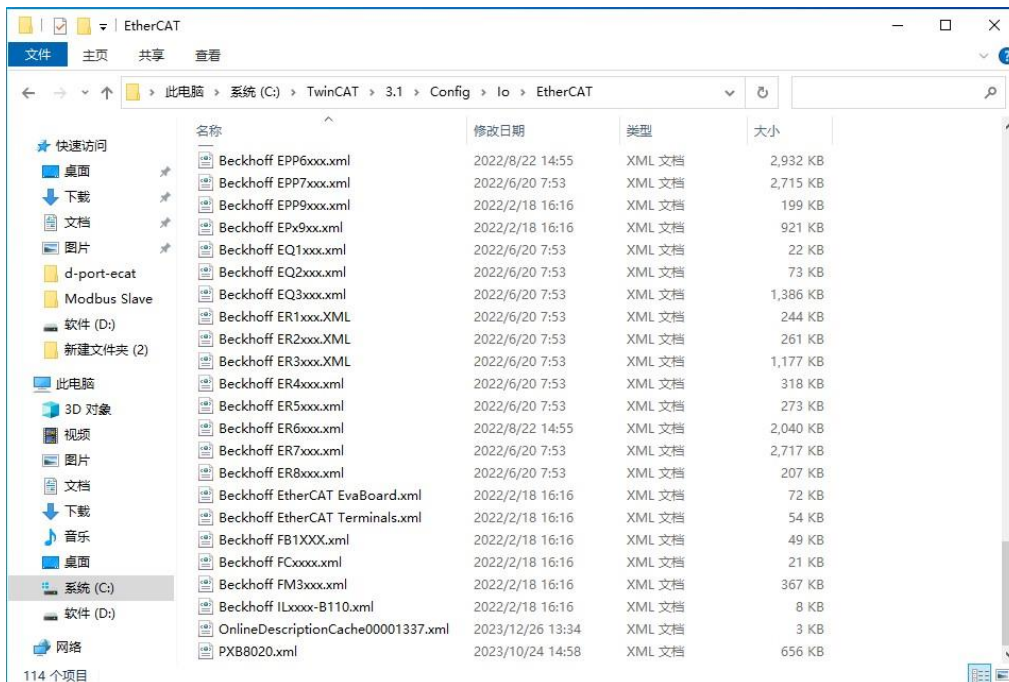 EtherCAT
文件 主页 共享 查看
此电脑 > 系统 (C:) > TwinCAT > 3.1 > Config > Io > EtherCAT
名称 修改日期 类型 大小
快速访问
桌面
下载
文档
图片
d-port-ecat
Modbus Slave
软件 (D:)
新建文件夹 (2)
此电脑
3D 对象
视频
图片
文档
下载
音乐
桌面
系统 (C:)
软件 (D:)
网络
Beckhoff EPP6xxx.xml 2022/8/22 14:55 XML 文档 2,932 KB
Beckhoff EPP7xxx.xml 2022/6/20 7:53 XML 文档 2,715 KB
Beckhoff EPP9xxx.xml 2022/2/18 16:16 XML 文档 199 KB
Beckhoff EPx9xx.xml 2022/2/18 16:16 XML 文档 921 KB
Beckhoff EQ1xxx.xml 2022/6/20 7:53 XML 文档 22 KB
Beckhoff EQ2xxx.xml 2022/6/20 7:53 XML 文档 73 KB
Beckhoff EQ3xxx.xml 2022/6/20 7:53 XML 文档 1,386 KB
Beckhoff ER1xxx.XML 2022/6/20 7:53 XML 文档 244 KB
Beckhoff ER2xxx.XML 2022/6/20 7:53 XML 文档 261 KB
Beckhoff ER3xxx.XML 2022/6/20 7:53 XML 文档 1,177 KB
Beckhoff ER4xxx.xml 2022/6/20 7:53 XML 文档 318 KB
Beckhoff ER5xxx.xml 2022/6/20 7:53 XML 文档 273 KB
Beckhoff ER6xxx.xml 2022/8/22 14:55 XML 文档 2,040 KB
Beckhoff ER7xxx.xml 2022/6/20 7:53 XML 文档 2,717 KB
Beckhoff ER8xxx.xml 2022/6/20 7:53 XML 文档 207 KB
Beckhoff EtherCAT EvaBoard.xml 2022/2/18 16:16 XML 文档 72 KB
Beckhoff EtherCAT Terminals.xml 2022/2/18 16:16 XML 文档 54 KB
Beckhoff FB1XXX.xml 2022/2/18 16:16 XML 文档 49 KB
Beckhoff FCxxxx.xml 2022/2/18 16:16 XML 文档 21 KB
Beckhoff FM3xxx.xml 2022/2/18 16:16 XML 文档 367 KB
Beckhoff ILxxxx-B110.xml 2022/2/18 16:16 XML 文档 8 KB
OnlineDescriptionCache00001337.xml 2023/12/26 13:34 XML 文档 3 KB
PXB8020.xml 2023/10/24 14:58 XML 文档 656 KB
114 个项目